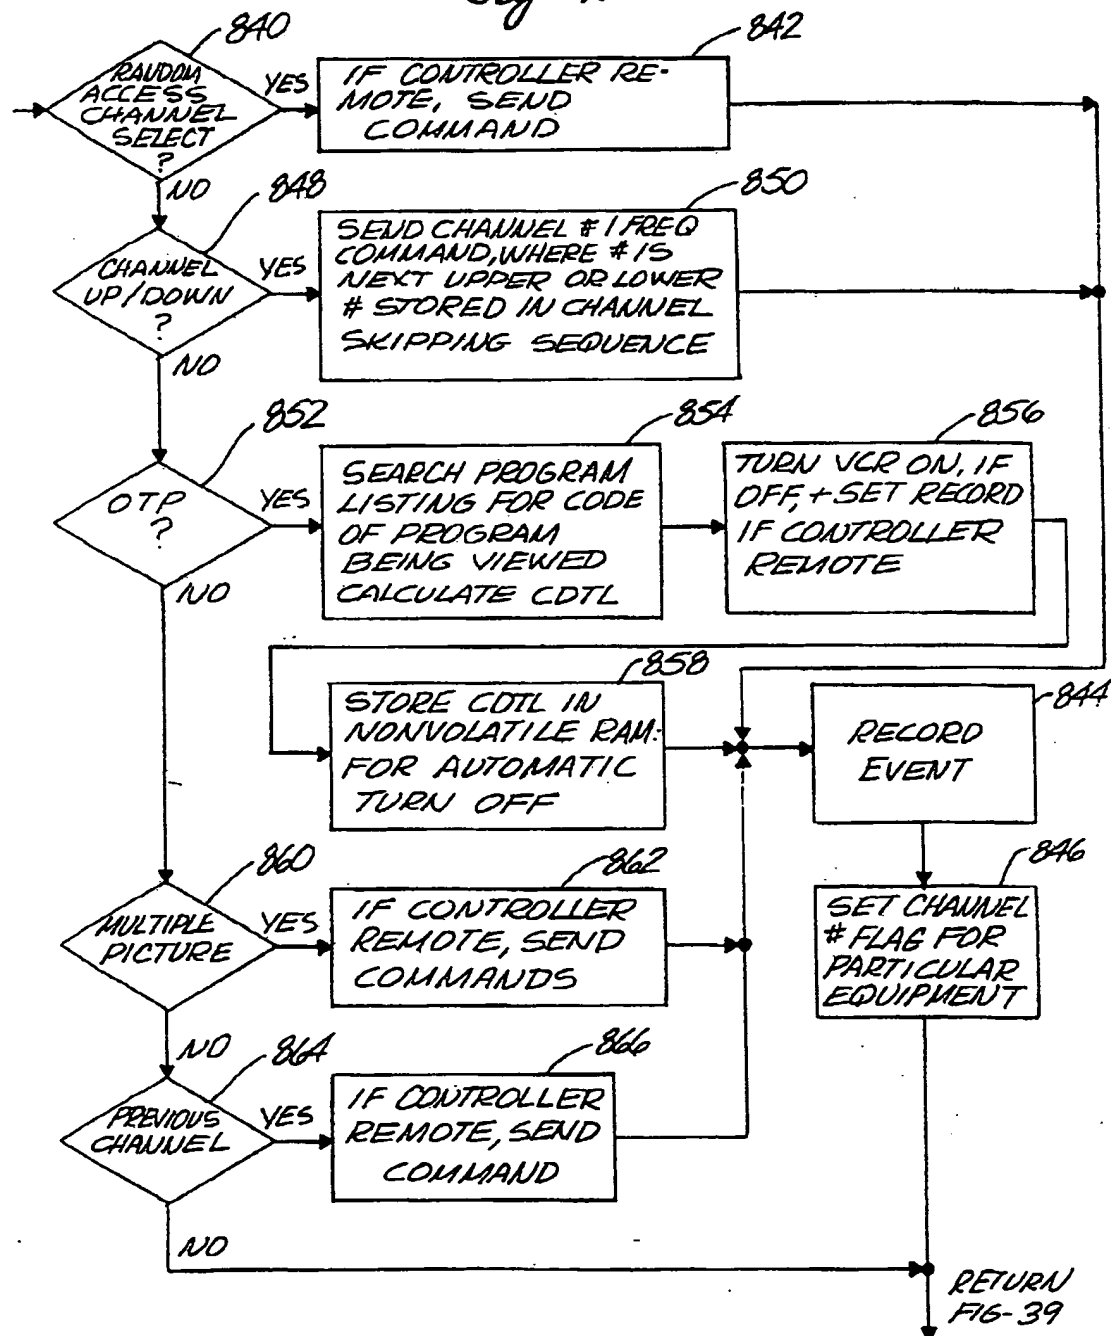 840
842
RANDOM
ACCESS
CHANNEL
SELECT
?
YES
IF CONTROLLER RE-
MOTE, SEND
COMMAND
NO
848
850
CHANNEL
UP/DOWN
?
YES
SEND CHANNEL # / FREQ
COMMAND, WHERE # IS
NEXT UPPER OR LOWER
# STORED IN CHANNEL
SKIPPING SEQUENCE
NO
852
854
856
OTP
?
YES
SEARCH PROGRAM
LISTING FOR CODE
OF PROGRAM
BEING VIEWED
CALCULATE CDTL
TURN VCR ON, IF
OFF, + SET RECORD
IF CONTROLLER
REMOTE
NO
858
STORE CDTL IN
NONVOLATILE RAM:
FOR AUTOMATIC
TURN OFF
844
RECORD
EVENT
860
862
846
MULTIPLE
PICTURE
YES
IF CONTROLLER
REMOTE, SEND
COMMANDS
SET CHANNEL
# FLAG FOR
PARTICULAR
EQUIPMENT
NO
864
866
PREVIOUS
CHANNEL
YES
IF CONTROLLER
REMOTE, SEND
COMMAND
NO
RETURN
FIG-39